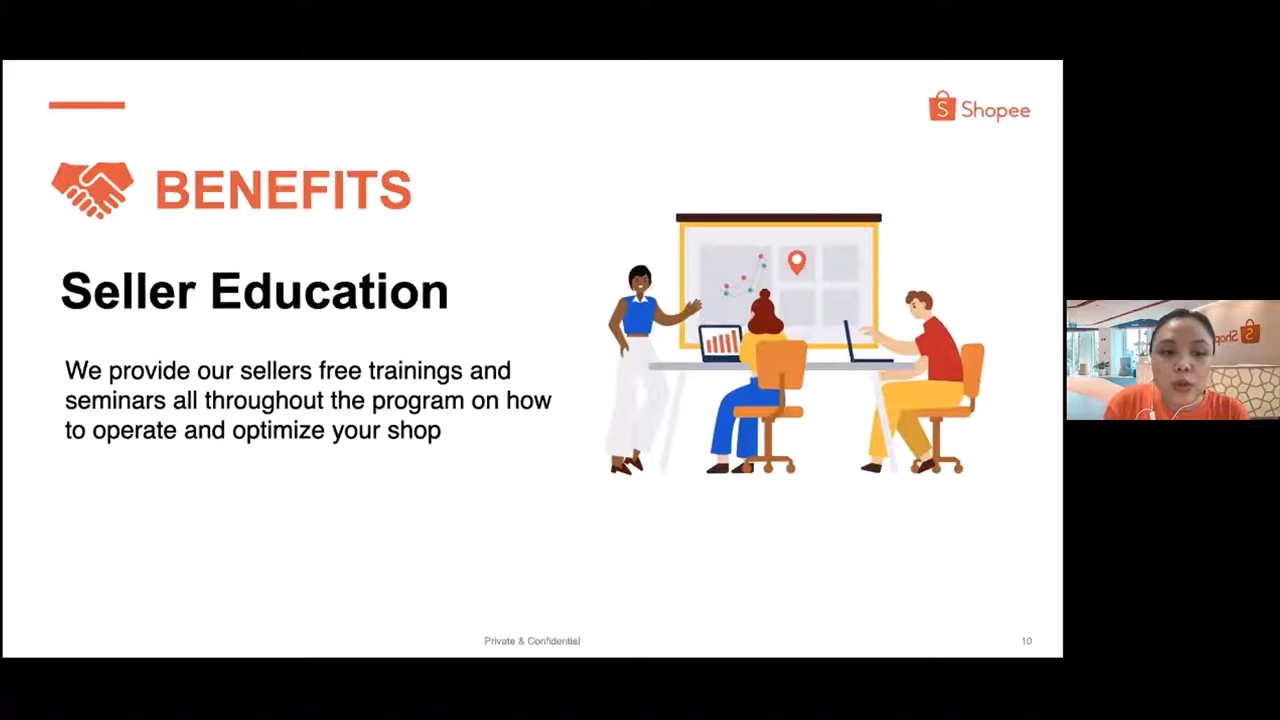 Shopee
BENEFITS
Seller Education
We provide our sellers free trainings and
seminars all throughout the program on how
to operate and optimize your shop
Private & Confidential
10